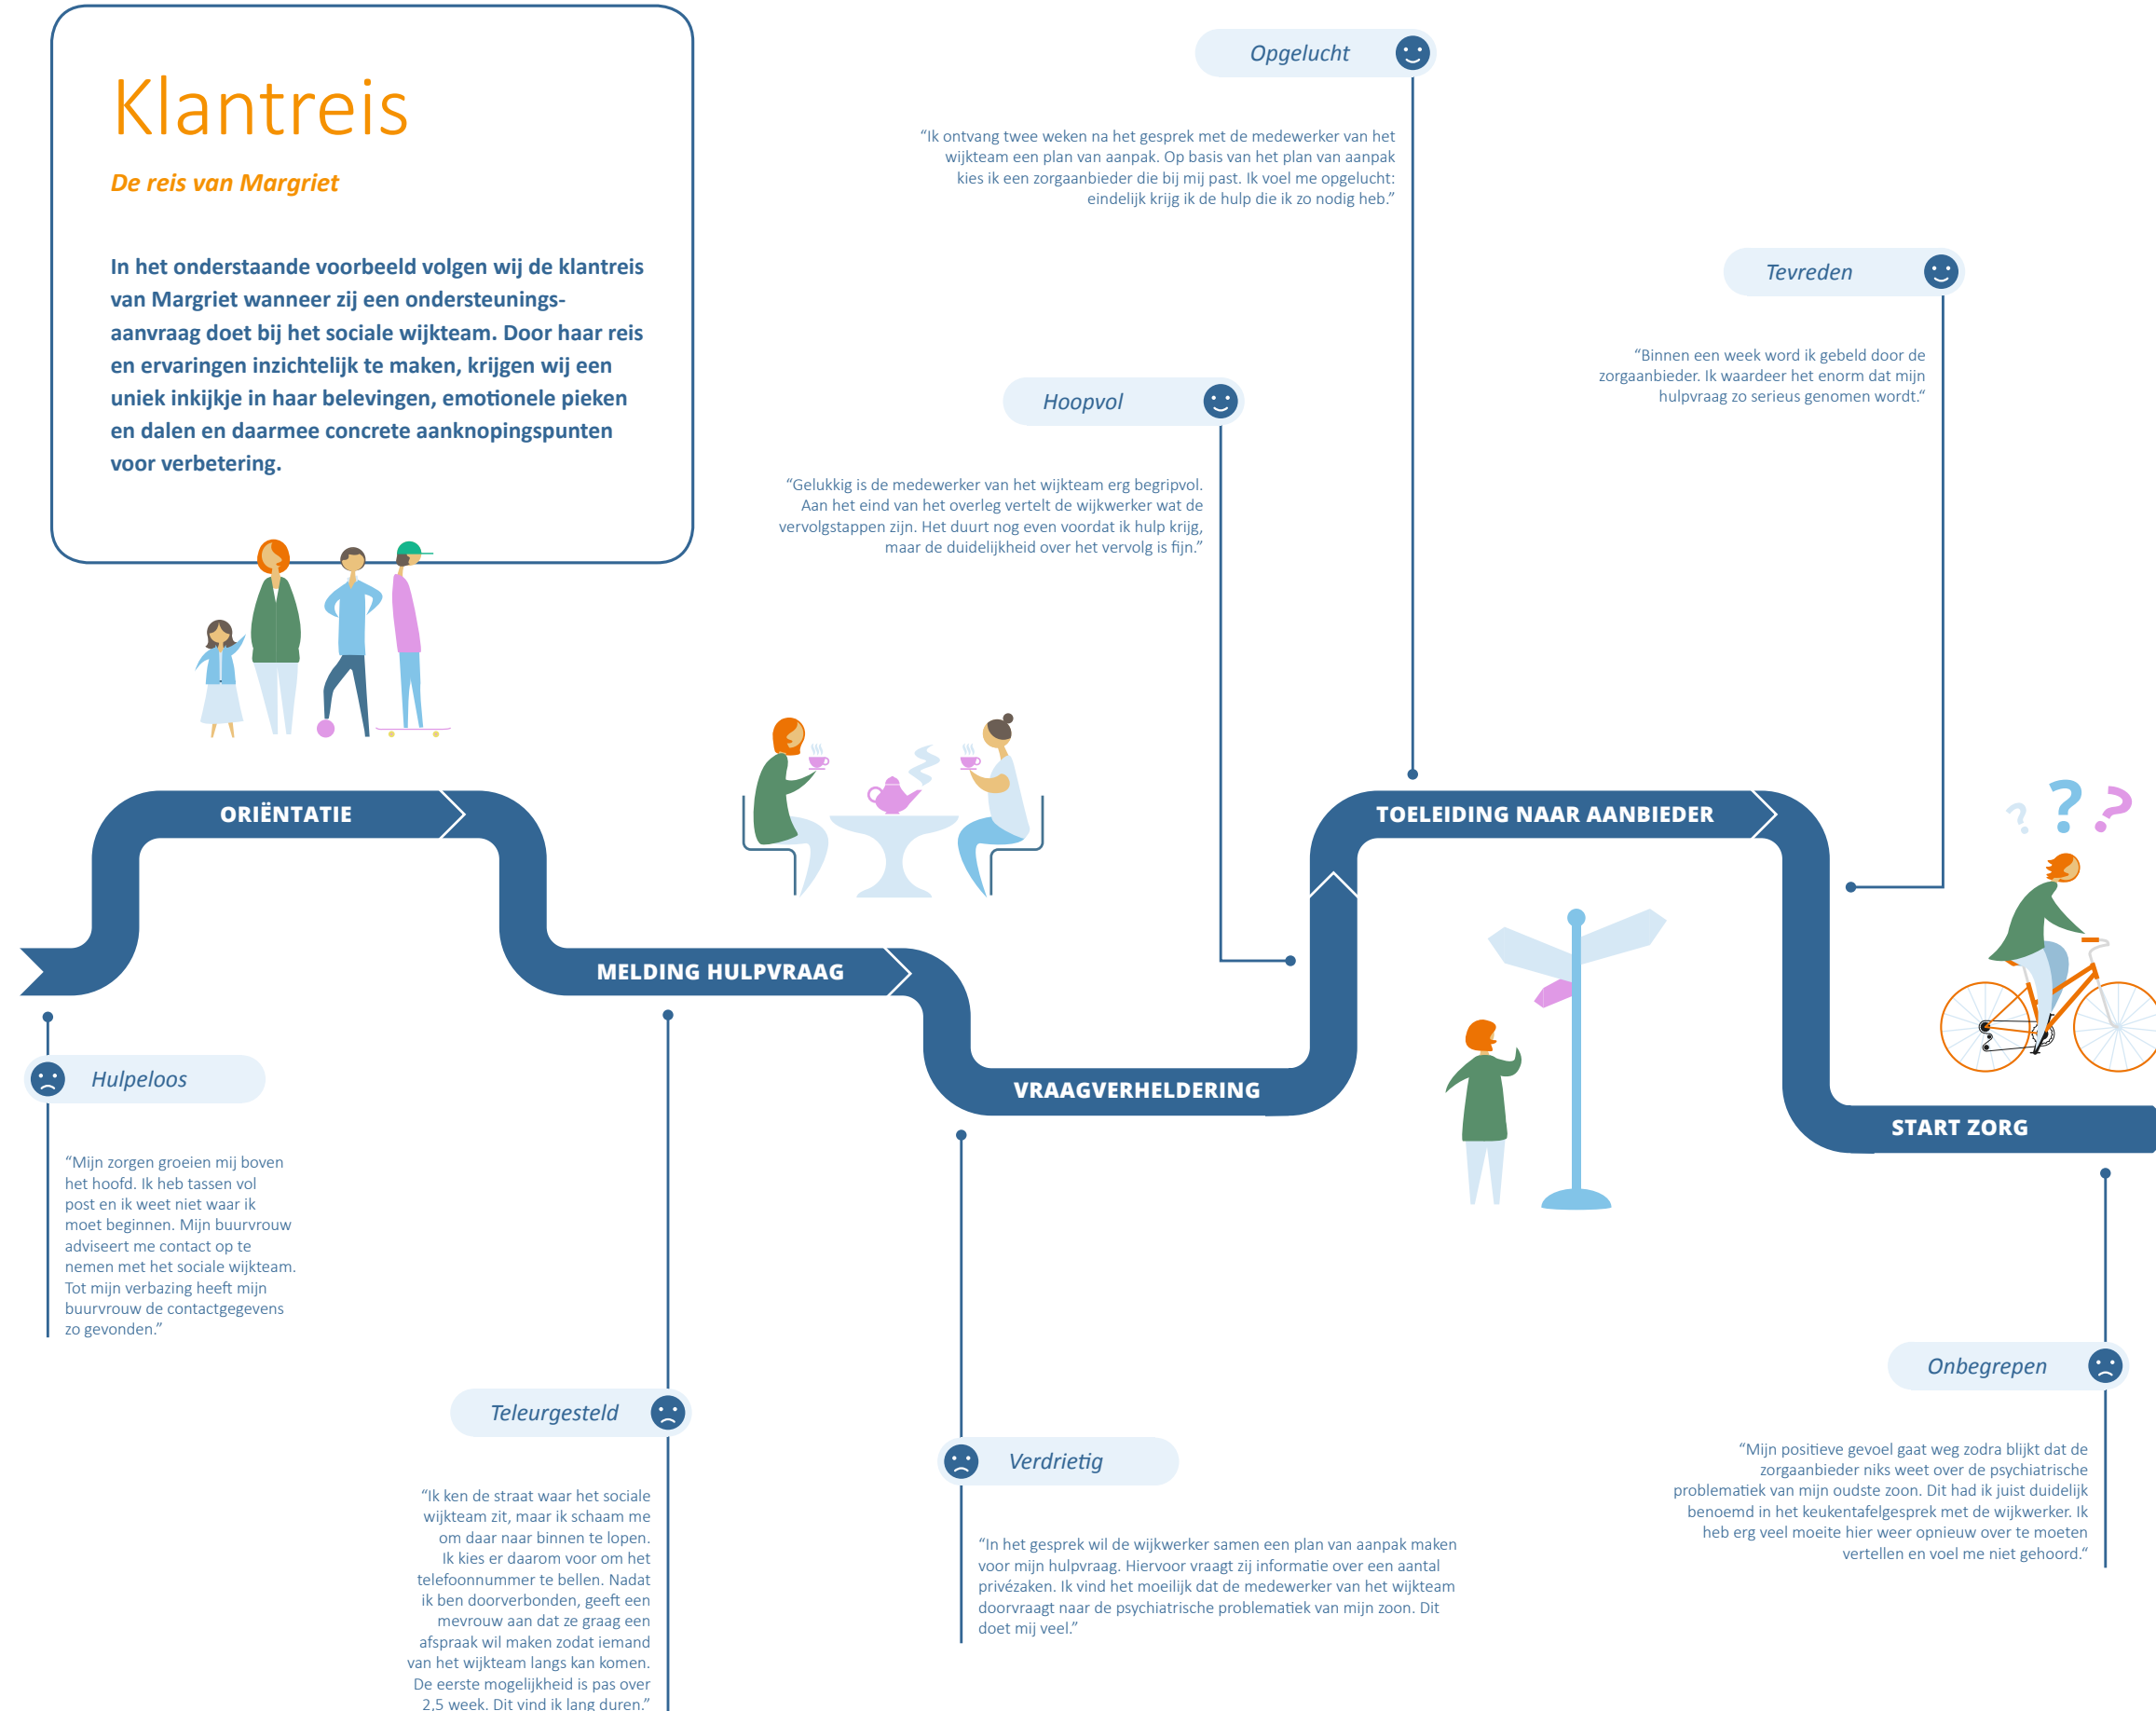 Klantreis
De reis van Margriet
In het onderstaande voorbeeld volgen wij de klantreis
van Margriet wanneer zij een ondersteunings-
aanvraag doet bij het sociale wijkteam. Door haar reis
en ervaringen inzichtelijk te maken, krijgen wij een
uniek inkijkje in haar belevingen, emotionele pieken
en dalen en daarmee concrete aanknopingspunten
voor verbetering.
Opgelucht
“Ik ontvang twee weken na het gesprek met de medewerker van het
wijkteam een plan van aanpak. Op basis van het plan van aanpak
kies ik een zorgaanbieder die bij mij past. Ik voel me opgelucht:
eindelijk krijg ik de hulp die ik zo nodig heb.”
Tevreden
“Binnen een week word ik gebeld door de
zorgaanbieder. Ik waardeer het enorm dat mijn
hulpvraag zo serieus genomen wordt.“
Hoopvol
“Gelukkig is de medewerker van het wijkteam erg begripvol.
Aan het eind van het overleg vertelt de wijkwerker wat de
vervolgstappen zijn. Het duurt nog even voordat ik hulp krijg,
maar de duidelijkheid over het vervolg is fijn.”
ORIËNTATIE
MELDING HULPVRAAG
VRAAGVERHELDERING
TOELEIDING NAAR AANBIEDER
? ? ?
START ZORG
Hulpeloos
“Mijn zorgen groeien mij boven
het hoofd. Ik heb tassen vol
post en ik weet niet waar ik
moet beginnen. Mijn buurvrouw
adviseert me contact op te
nemen met het sociale wijkteam.
Tot mijn verbazing heeft mijn
buurvrouw de contactgegevens
zo gevonden.”
Teleurgesteld
“Ik ken de straat waar het sociale
wijkteam zit, maar ik schaam me
om daar naar binnen te lopen.
Ik kies er daarom voor om het
telefoonnummer te bellen. Nadat
ik ben doorverbonden, geeft een
mevrouw aan dat ze graag een
afspraak wil maken zodat iemand
van het wijkteam langs kan komen.
De eerste mogelijkheid is pas over
2,5 week. Dit vind ik lang duren.”
Verdrietig
“In het gesprek wil de wijkwerker samen een plan van aanpak maken
voor mijn hulpvraag. Hiervoor vraagt zij informatie over een aantal
privézaken. Ik vind het moeilijk dat de medewerker van het wijkteam
doorvraagt naar de psychiatrische problematiek van mijn zoon. Dit
doet mij veel.”
Onbegrepen
“Mijn positieve gevoel gaat weg zodra blijkt dat de
zorgaanbieder niks weet over de psychiatrische
problematiek van mijn oudste zoon. Dit had ik juist duidelijk
benoemd in het keukentafelgesprek met de wijkwerker. Ik
heb erg veel moeite hier weer opnieuw over te moeten
vertellen en voel me niet gehoord.“